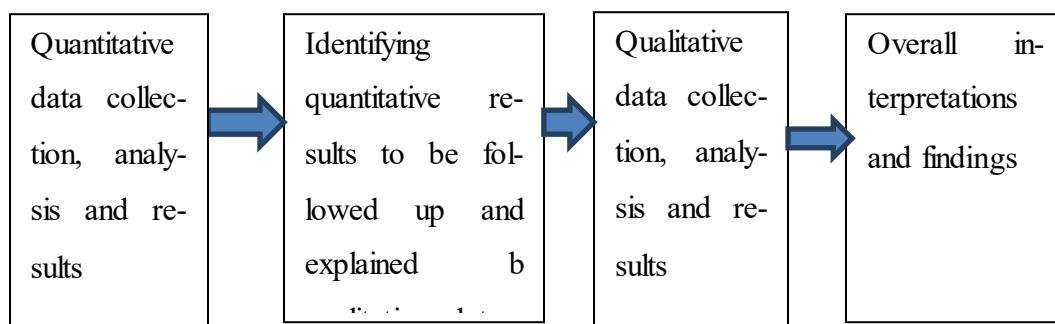 Quantitative
data collec-
tion, analy-
sis and re-
sults
Identifying
quantitative re-
sults to be fol-
lowed up and
explained b
Qualitative
data collec-
tion, analy-
sis and re-
sults
Overall in-
terpretations
and findings